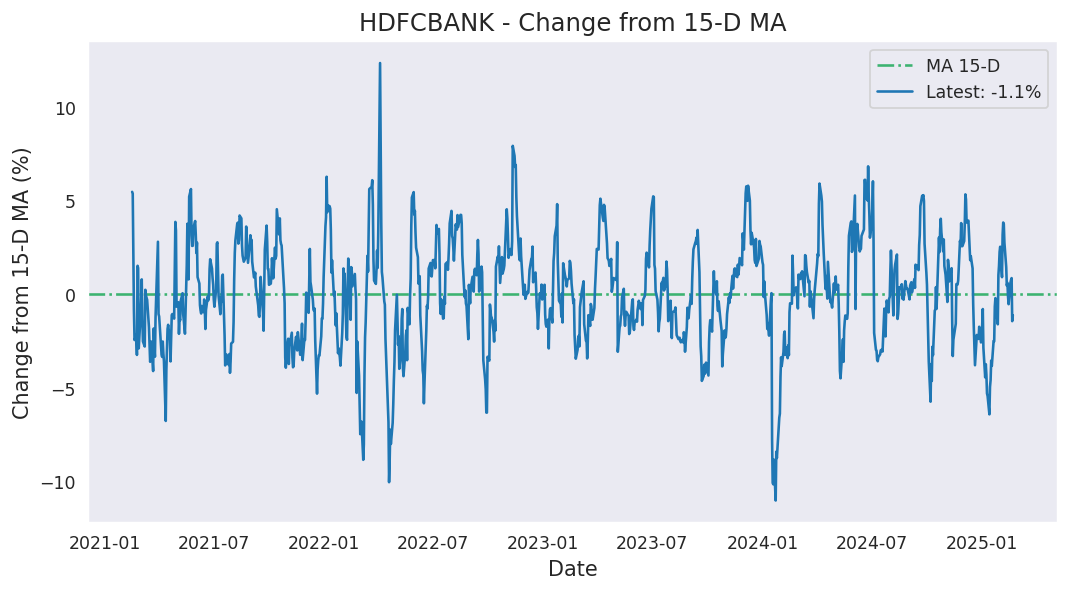 HDFCBANK - Change from 15-D MA
MA 15-D
Latest: -1.1%
Change from 15-D MA (%)
10
5
0
−5
−10
2021-01 2021-07 2022-01 2022-07 2023-01 2023-07 2024-01 2024-07 2025-01
Date